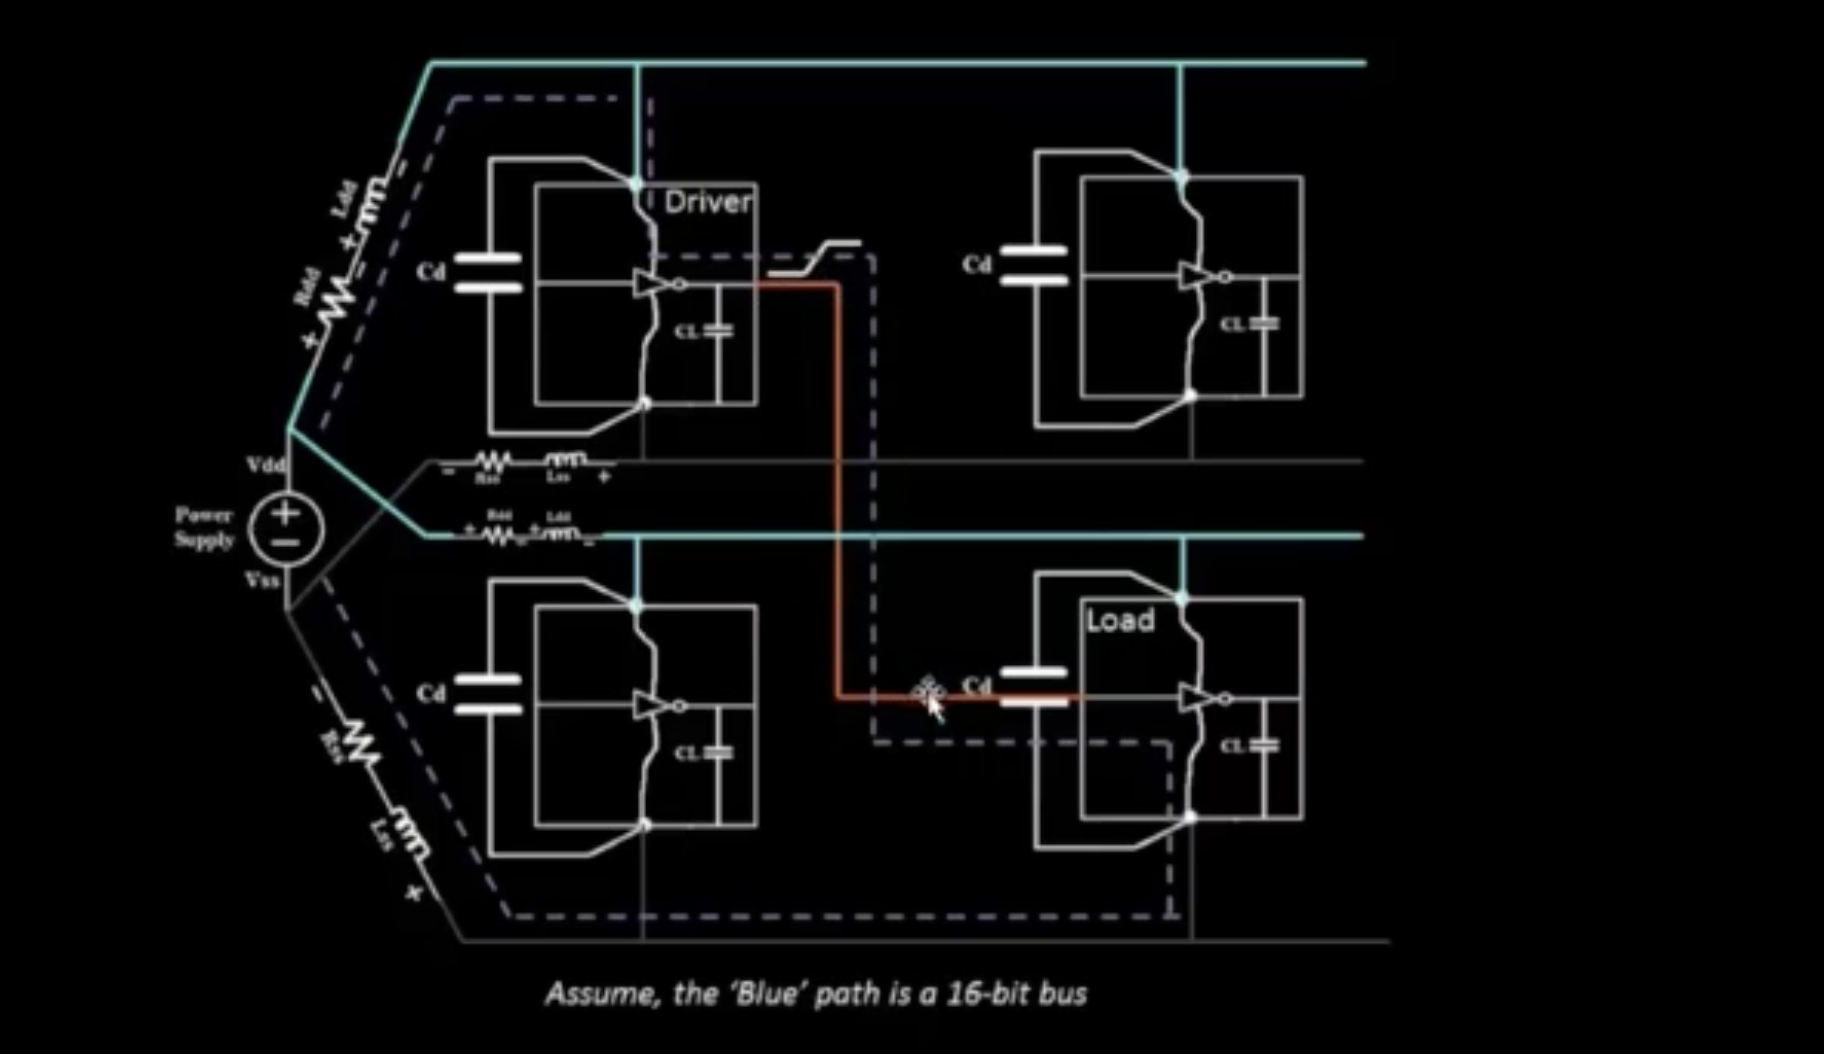 Driver
Ldd
+
-
Cd
Cd
Rdd
+
-
CL
CL
Vdd
- Rss Lss +
Power
Supply
+
-
Rdd Ldd
+ - + -
Vss
Load
Cd
Cd
-
Rss
CL
CL
Lss
+
Assume, the ‘Blue’ path is a 16-bit bus